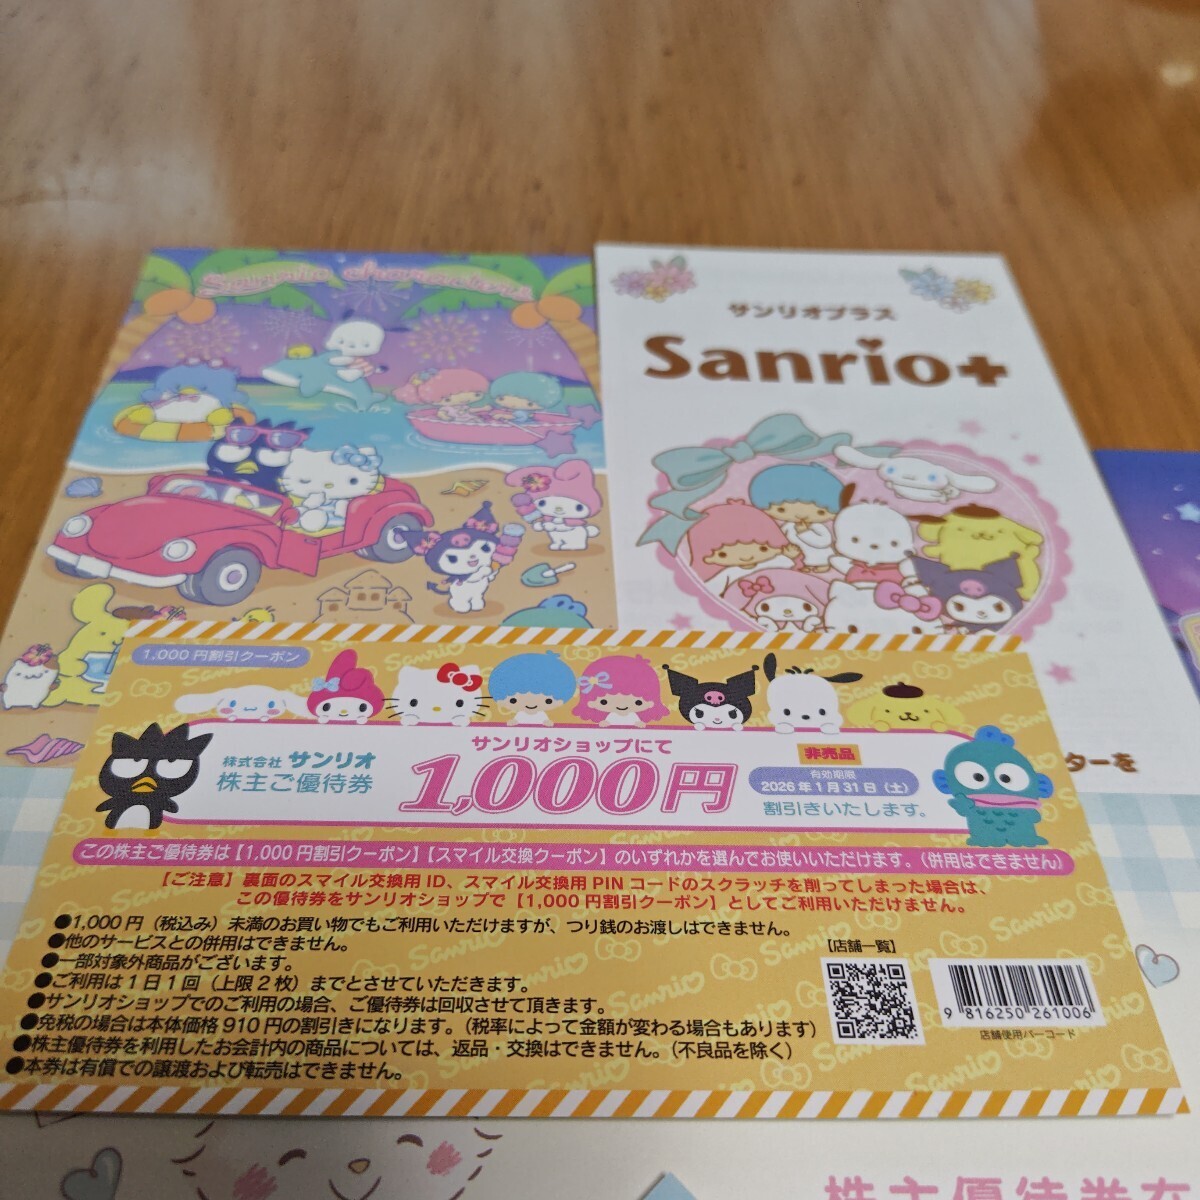 Sanrio characters
サンリオプラス
Sanrio+
ターを
1,000円割引クーポン
株式会社 サンリオ
株主ご優待券
サンリオショップにて
1,000円
非売品
有効期限
2026年1月31日（土）
割引きいたします。
この株主ご優待券は【1,000円割引クーポン】【スマイル交換クーポン】のいずれかを選んでお使いいただけます。（併用はできません）
【ご注意】裏面のスマイル交換用ID、スマイル交換用PINコードのスクラッチを削ってしまった場合は、
この優待券をサンリオショップで【1,000円割引クーポン】としてご利用いただけません。
●1,000円（税込み）未満のお買い物でもご利用いただけますが、つり銭のお渡しはできません。
●他のサービスとの併用はできません。
●一部対象外商品がございます。
●ご利用は1日1回（上限2枚）までとさせていただきます。
●サンリオショップでのご利用の場合、ご優待券は回収させて頂きます。
●免税の場合は本体価格910円の割引きになります。（税率によって金額が変わる場合もあります）
●株主優待券を利用したお会計内の商品については、返品・交換はできません。（不良品を除く）
●本券は有償での譲渡および転売はできません。
【店舗一覧】
9 816250 261006
店舗使用バーコード
株主優待券在